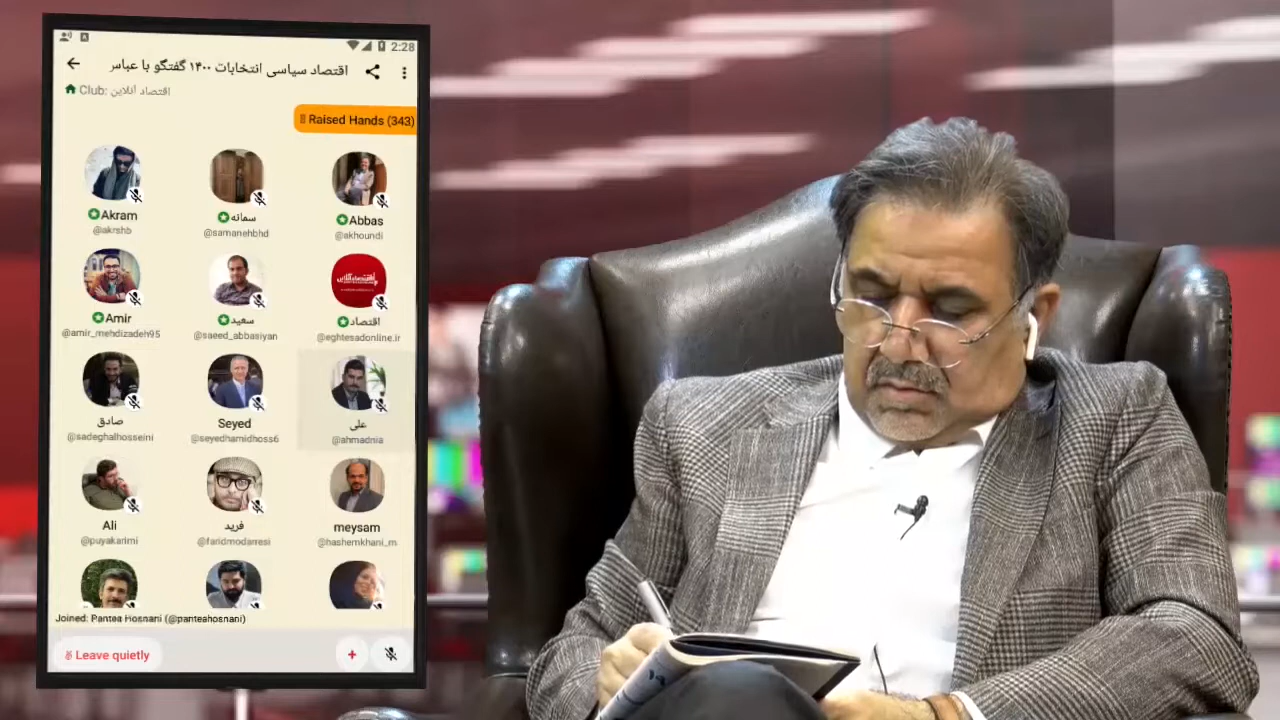 2:28
اقتصاد سیاسی انتخابات ۱۴۰۰ گفتگو با عباس
Club: اقتصاد آنلاین
Raised Hands (343)
Akram
@akrshb
سمانه
@samanehbhd
Abbas
@akhoundi
اقتصادآنلاین
Amir
@amir_mehdizadeh95
سعید
@saeed_abbasiyan
اقتصاد
@eghtesadonline.ir
صادق
@sadeghalhosseini
Seyed
@seyedhamidhoss6
علی
@ahmadnia
Ali
@puyakarimi
فرید
@faridmodarresi
meysam
@hashemkhani_m
Joined: Pantea Hosnani (@panteahosnani)
Leave quietly
+